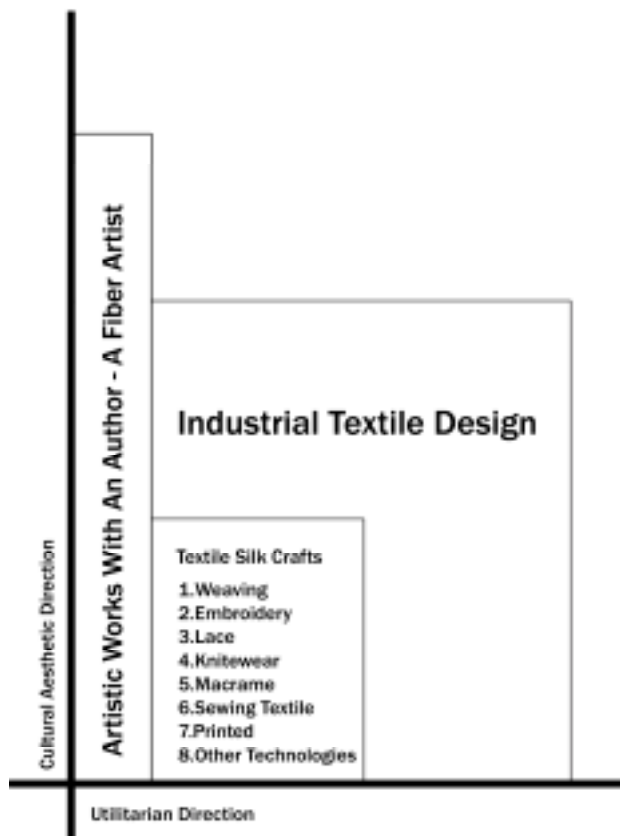 Cultural Aesthetic Direction
Artistic Works With An Author - A Fiber Artist
Industrial Textile Design
Textile Silk Crafts
1.Weaving
2.Embroidery
3.Lace
4.Knitewear
5.Macrame
6.Sewing Textile
7.Printed
8.Other Technologies
Utilitarian Direction